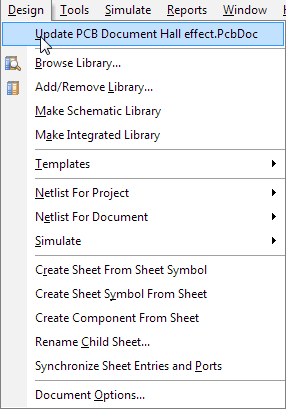 Design Tools Simulate Reports Window
Update PCB Document Hall effect.PcbDoc
Browse Library...
Add/Remove Library...
Make Schematic Library
Make Integrated Library
Templates
Netlist For Project
Netlist For Document
Simulate
Create Sheet From Sheet Symbol
Create Sheet Symbol From Sheet
Create Component From Sheet
Rename Child Sheet...
Synchronize Sheet Entries and Ports
Document Options...